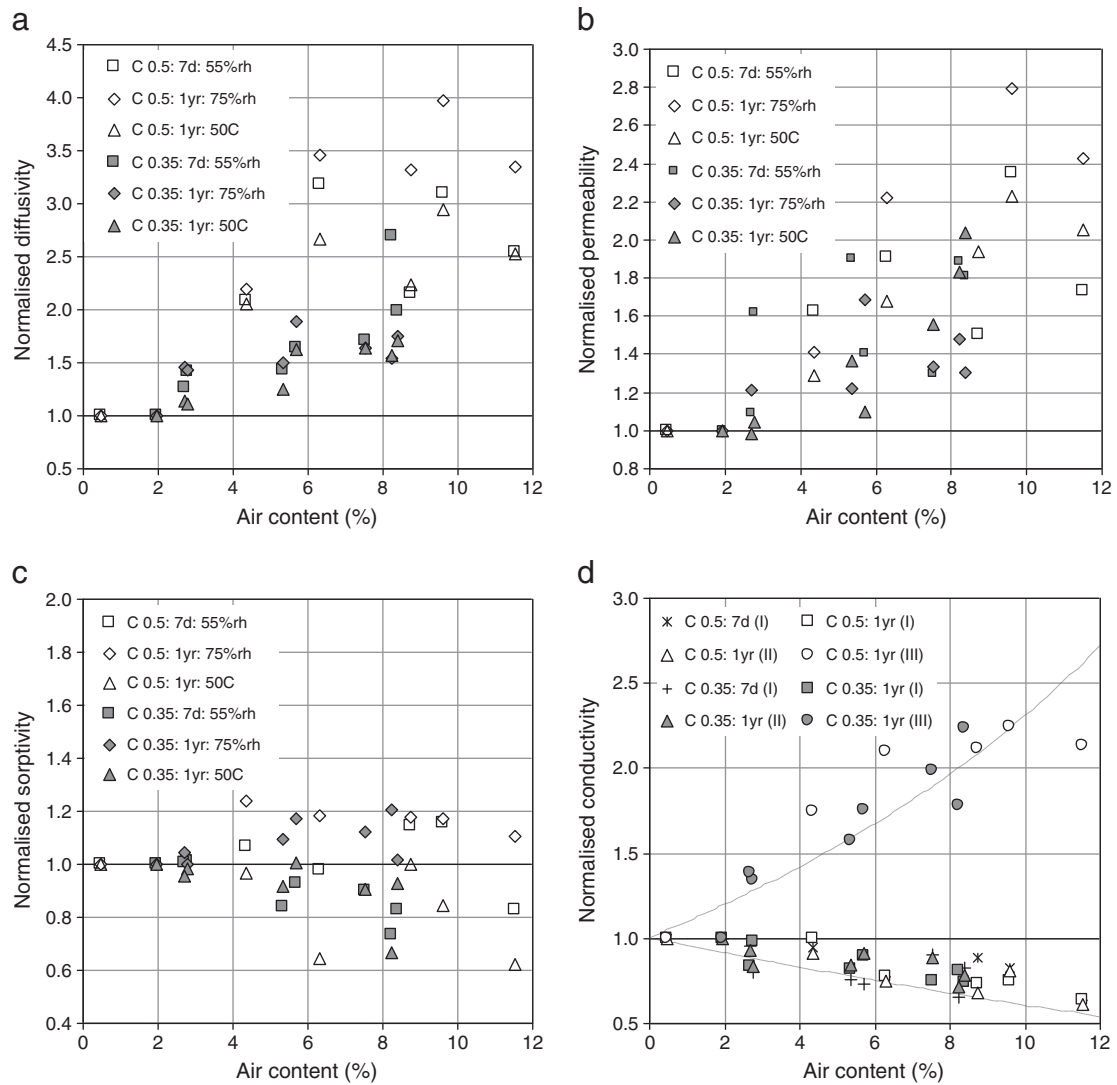 a
Normalised diffusivity
4.5
4.0
3.5
3.0
2.5
2.0
1.5
1.0
0.5
C 0.5: 7d: 55%rh
C 0.5: 1yr: 75%rh
C 0.5: 1yr: 50C
C 0.35: 7d: 55%rh
C 0.35: 1yr: 75%rh
C 0.35: 1yr: 50C
0 2 4 6 8 10 12
Air content (%)
b
Normalised permeability
3.0
2.8
2.6
2.4
2.2
2.0
1.8
1.6
1.4
1.2
1.0
0.8
C 0.5: 7d: 55%rh
C 0.5: 1yr: 75%rh
C 0.5: 1yr: 50C
C 0.35: 7d: 55%rh
C 0.35: 1yr: 75%rh
C 0.35: 1yr: 50C
0 2 4 6 8 10 12
Air content (%)
c
Normalised sorptivity
2.0
1.8
1.6
1.4
1.2
1.0
0.8
0.6
0.4
C 0.5: 7d: 55%rh
C 0.5: 1yr: 75%rh
C 0.5: 1yr: 50C
C 0.35: 7d: 55%rh
C 0.35: 1yr: 75%rh
C 0.35: 1yr: 50C
0 2 4 6 8 10 12
Air content (%)
d
Normalised conductivity
3.0
2.5
2.0
1.5
1.0
0.5
C 0.5: 7d (I) C 0.5: 1yr (I)
C 0.5: 1yr (II) C 0.5: 1yr (III)
C 0.35: 7d (I) C 0.35: 1yr (I)
C 0.35: 1yr (II) C 0.35: 1yr (III)
0 2 4 6 8 10 12
Air content (%)